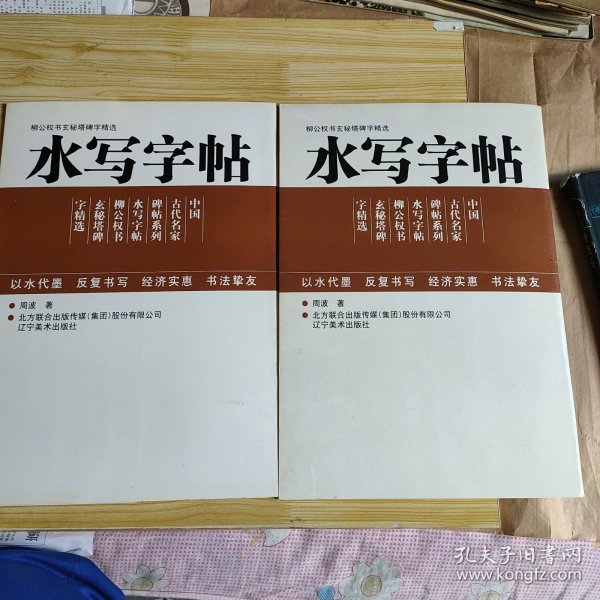 柳公权书玄秘塔碑字精选
水写字帖
中国
古代名家
碑帖系列
水写字帖
柳公权书
玄秘塔碑
字精选
以水代墨 反复书写 经济实惠 书法挚友
● 周波 著
● 北方联合出版传媒(集团)股份有限公司
辽宁美术出版社
柳公权书玄秘塔碑字精选
水写字帖
中国
古代名家
碑帖系列
水写字帖
柳公权书
玄秘塔碑
字精选
以水代墨 反复书写 经济实惠 书法挚友
● 周波 著
● 北方联合出版传媒(集团)股份有限公司
辽宁美术出版社
孔夫子旧书网
www.kongfz.com